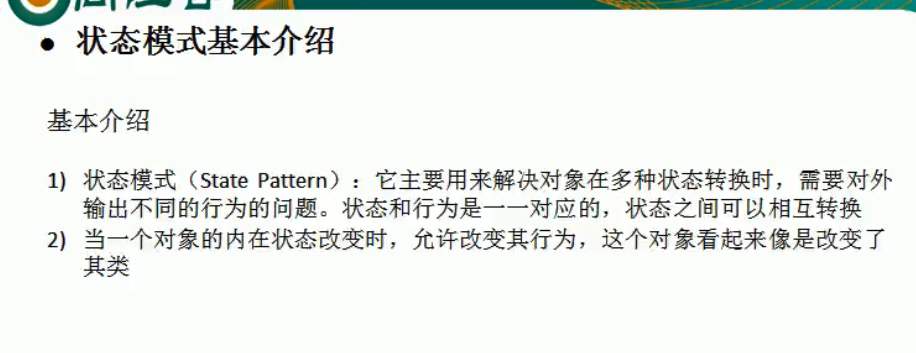 ● 状态模式基本介绍
基本介绍
1) 状态模式（State Pattern）：它主要用来解决对象在多种状态转换时，需要对外
输出不同的行为的问题。状态和行为是一一对应的，状态之间可以相互转换
2) 当一个对象的内在状态改变时，允许改变其行为，这个对象看起来像是改变了
其类